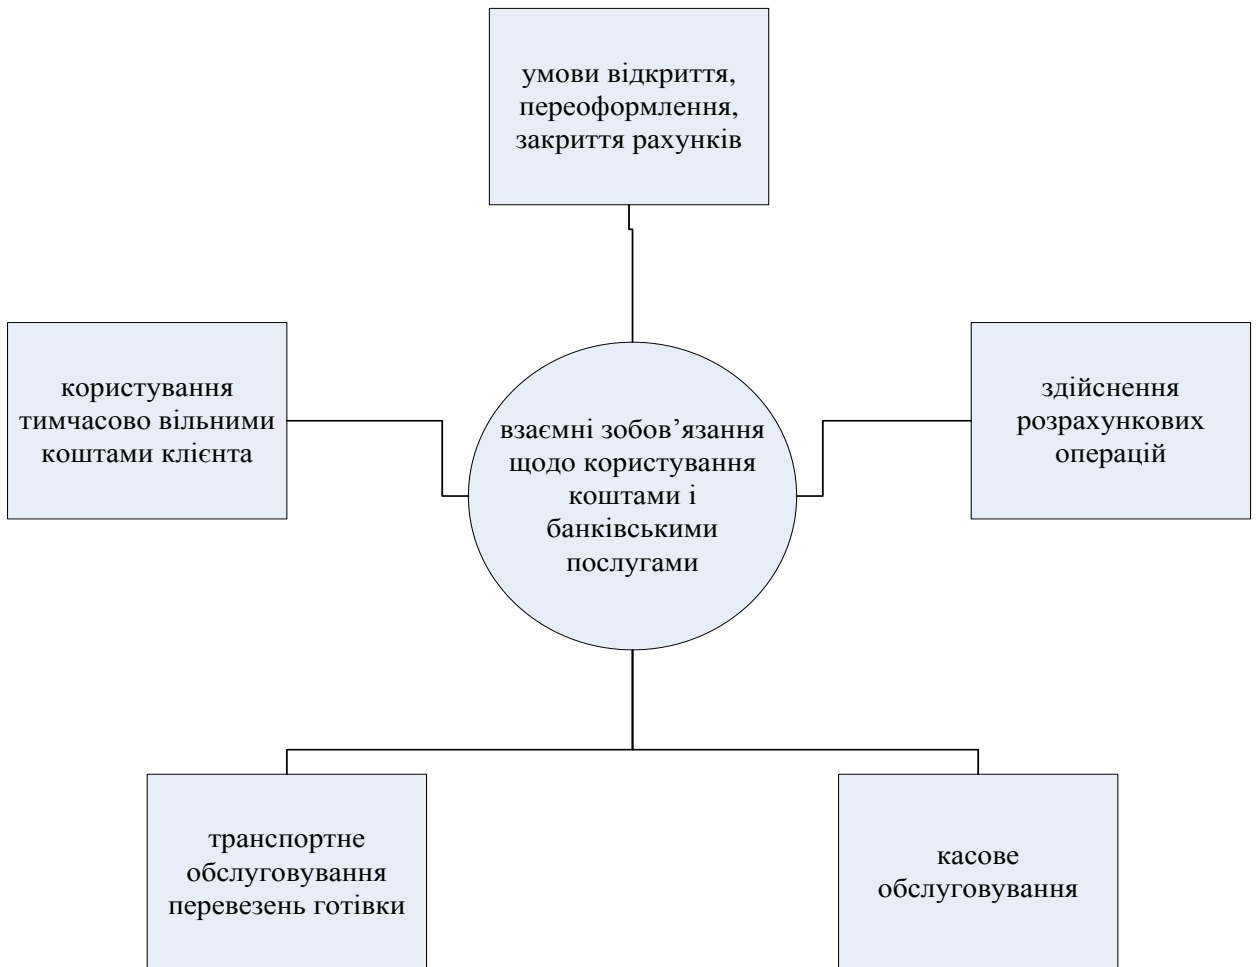 умови відкриття,
переоформлення,
закриття рахунків
користування
тимчасово вільними
коштами клієнта
взаємні зобов’язання
щодо користування
коштами і
банківськими
послугами
здійснення
розрахункових
операцій
транспортне
обслуговування
перевезень готівки
касове
обслуговування